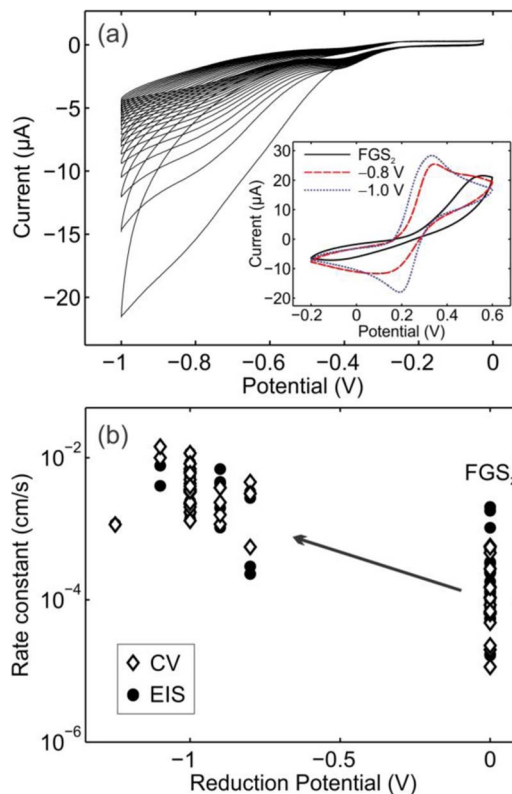 (a)
0
−5
−10
−15
−20
Current (μA)
−1
−0.8
−0.6
−0.4
−0.2
0
Potential (V)
FGS₂
−0.8 V
−1.0 V
30
20
10
0
−10
−20
Current (μA)
−0.2
0
0.2
0.4
0.6
Potential (V)
(b)
10⁻²
10⁻⁴
10⁻⁶
Rate constant (cm/s)
FGS
CV
EIS
−1
−0.5
0
Reduction Potential (V)